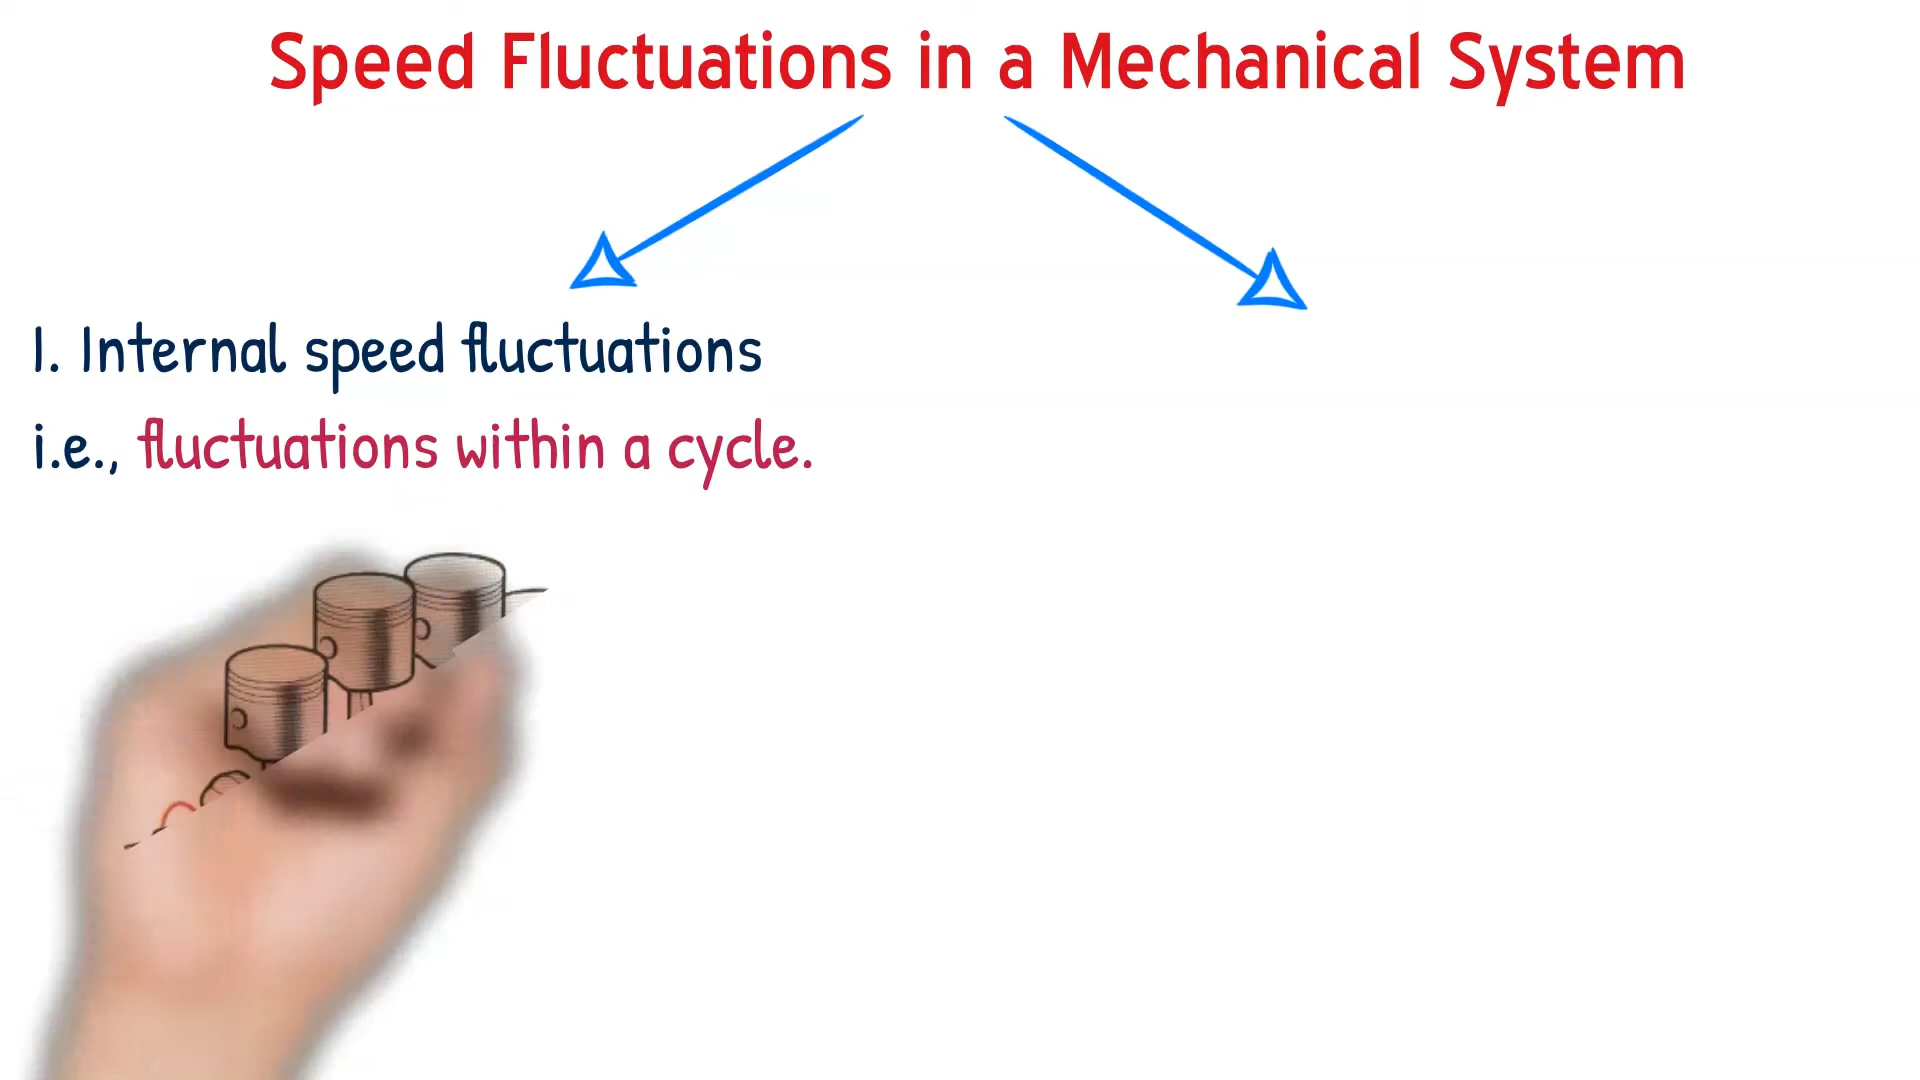 Speed Fluctuations in a Mechanical System
1. Internal speed fluctuations
i.e., fluctuations within a cycle.